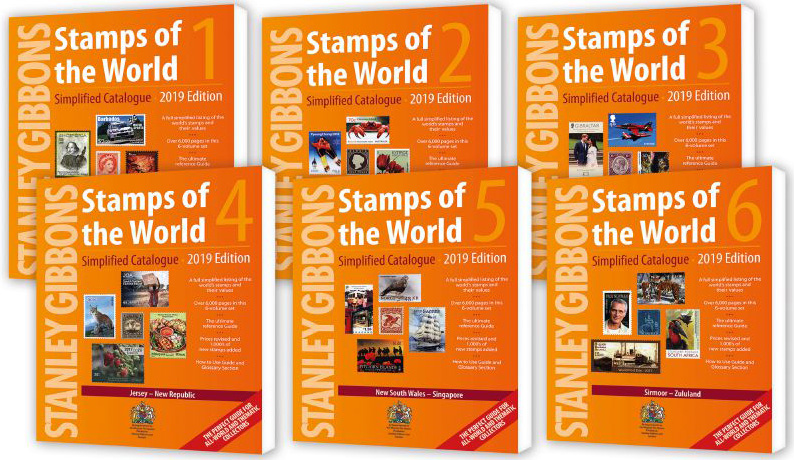 STANLEY GIBBONS
Stamps of
the World
1
Simplified Catalogue 2019 Edition
A full simplified listing of the
world's stamps and
their values
Over 6,000 pages in this
6-volume set
The ultimate
reference Guide
Barbados
STANLEY GIBBONS
Stamps of
the World
2
Simplified Catalogue 2019 Edition
A full simplified listing of the
world's stamps and
their values
Over 6,000 pages in this
6-volume set
The ultimate
reference Guide
STANLEY GIBBONS
Stamps of
the World
3
Simplified Catalogue 2019 Edition
A full simplified listing of the
world's stamps and
their values
Over 6,000 pages in this
6-volume set
The ultimate
reference Guide
GIBRALTAR
STANLEY GIBBONS
Stamps of
the World
4
Simplified Catalogue 2019 Edition
A full simplified listing of the
world's stamps and
their values
Over 6,000 pages in this
6-volume set
The ultimate
reference Guide
Prices revised and
1,000s of
new stamps added
How to Use Guide and
Glossary Section
Jersey – New Republic
THE PERFECT GUIDE FOR
ALL-WORLD AND THEMATIC
COLLECTORS
STANLEY GIBBONS
Stamps of
the World
5
Simplified Catalogue 2019 Edition
A full simplified listing of the
world's stamps and
their values
Over 6,000 pages in this
6-volume set
The ultimate
reference Guide
Prices revised and
1,000s of
new stamps added
How to Use Guide and
Glossary Section
PITCAIRN ISLANDS
New South Wales – Singapore
THE PERFECT GUIDE FOR
ALL-WORLD AND THEMATIC
COLLECTORS
STANLEY GIBBONS
Stamps of
the World
6
Simplified Catalogue 2019 Edition
A full simplified listing of the
world's stamps and
their values
Over 6,000 pages in this
6-volume set
The ultimate
reference Guide
Prices revised and
1,000's of
new stamps added
How to Use Guide and
Glossary Section
SOUTH AFRICA
Sirmoor – Zululand
THE PERFECT GUIDE FOR
ALL-WORLD AND THEMATIC
COLLECTORS